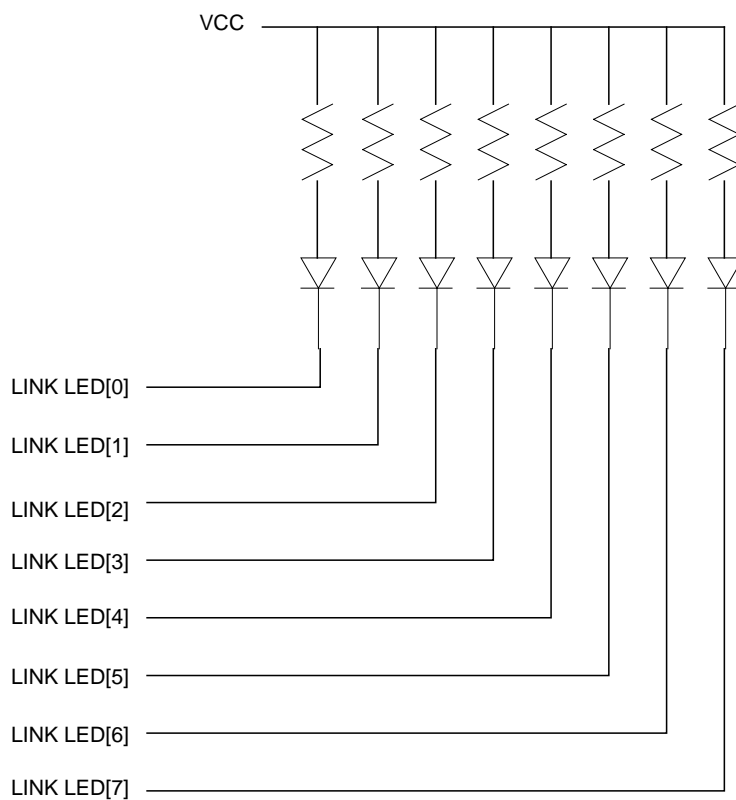 VCC
LINK LED[0]
LINK LED[1]
LINK LED[2]
LINK LED[3]
LINK LED[4]
LINK LED[5]
LINK LED[6]
LINK LED[7]